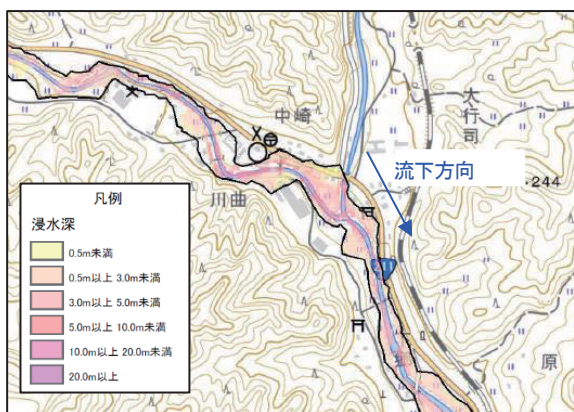 中崎
大行司
流下方向
・244
川曲
凡例
浸水深
0.5m未満
0.5m以上 3.0m未満
3.0m以上 5.0m未満
5.0m以上 10.0m未満
10.0m以上 20.0m未満
20.0m以上
原